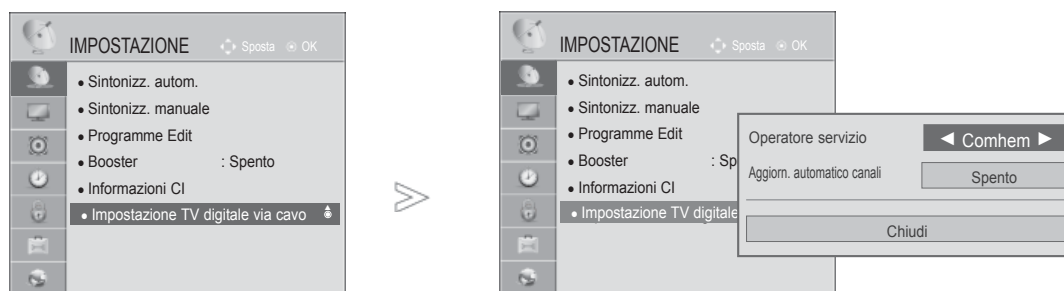 IMPOSTAZIONE Sposta OK
• Sintonizz. autom.
• Sintonizz. manuale
• Programme Edit
• Booster : Spento
• Informazioni CI
• Impostazione TV digitale via cavo
IMPOSTAZIONE Sposta OK
• Sintonizz. autom.
• Sintonizz. manuale
• Programme Edit
• Booster : Sp
• Informazioni CI
• Impostazione TV digitale
Operatore servizio ◄ Comhem ►
Aggiorn. automatico canali Spento
Chiudi